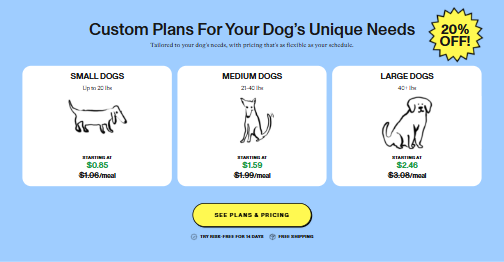 Custom Plans For Your Dog's Unique Needs
20%
OFF!
Tailored to your dog's needs, with pricing that's as flexible as your schedule.
SMALL DOGS
Up to 20 lbs
STARTING AT
$0.85
$1.06/meal
MEDIUM DOGS
21-40 lbs
STARTING AT
$1.59
$1.99/meal
LARGE DOGS
40+ lbs
STARTING AT
$2.46
$3.08/meal
SEE PLANS & PRICING
TRY RISK-FREE FOR 14 DAYS
FREE SHIPPING